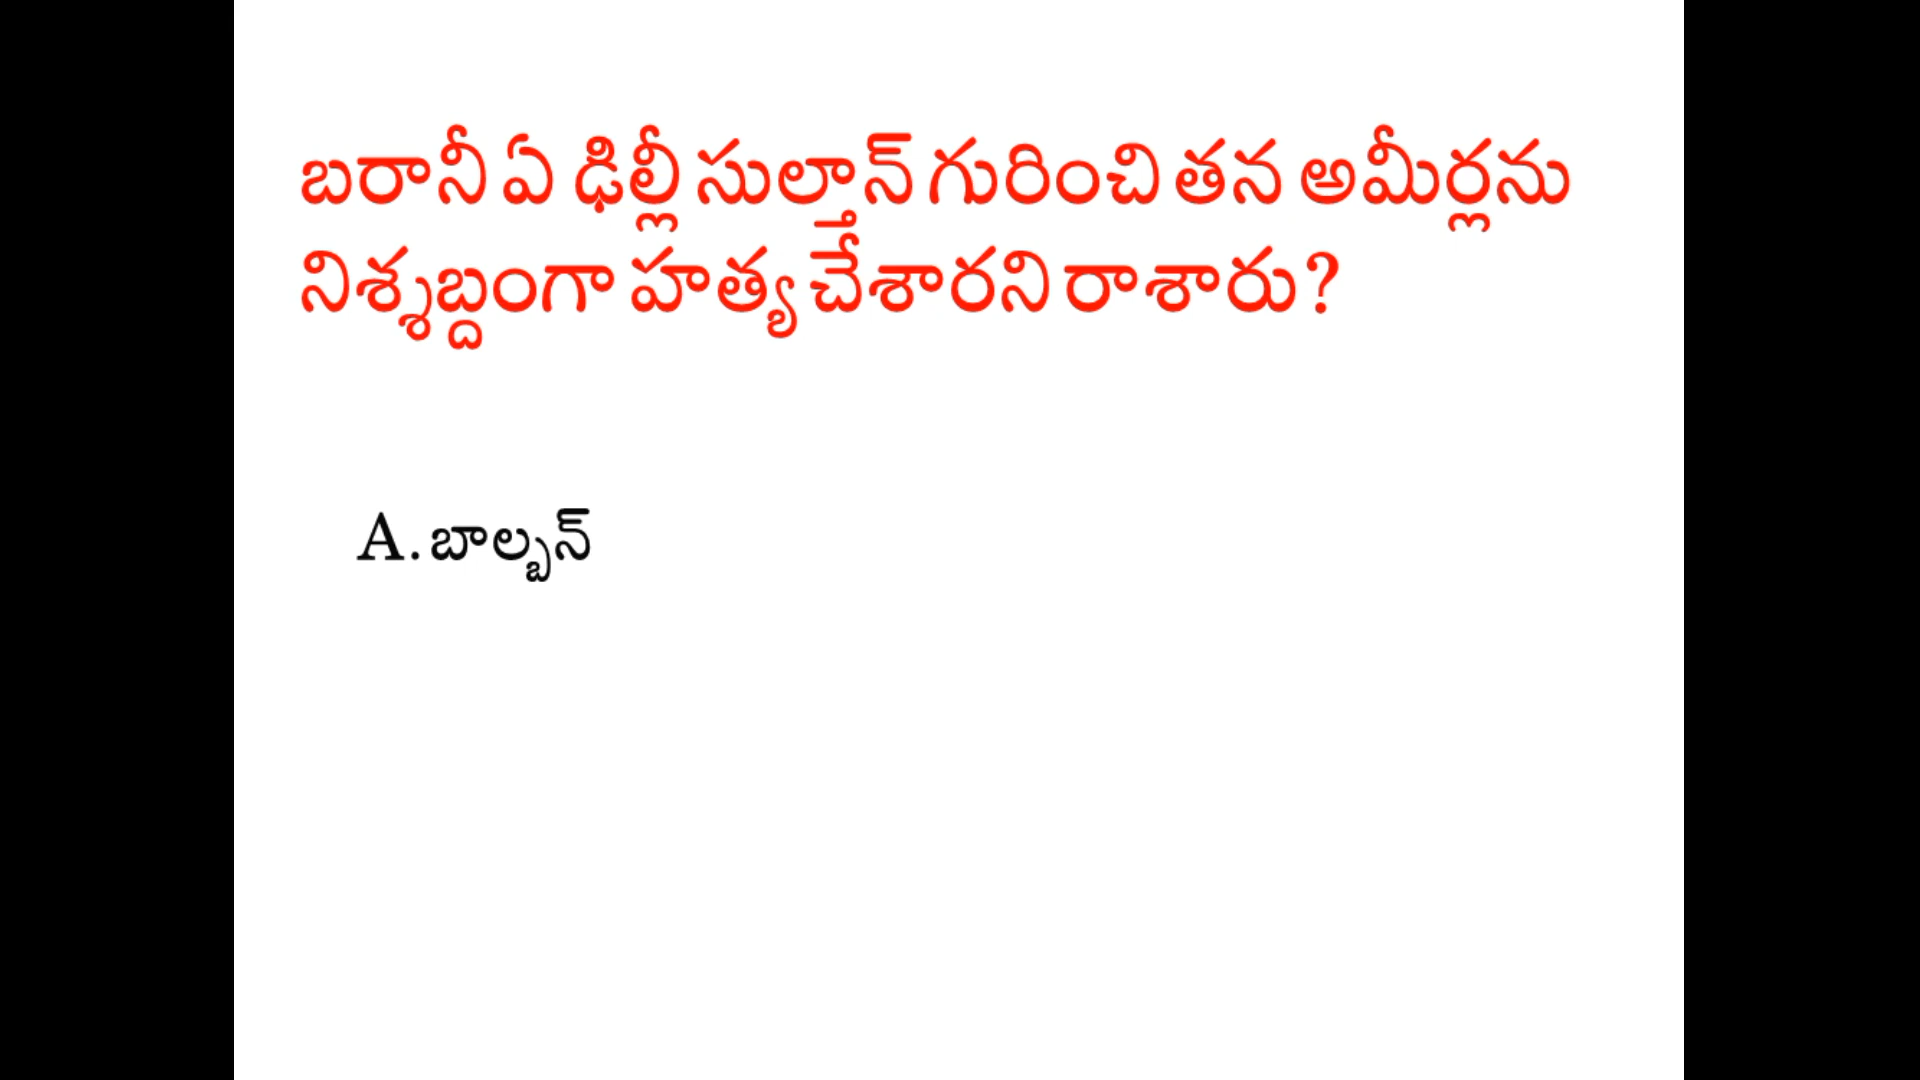 బరానీ ఏ ఢిల్లీ సుల్తాన్ గురించి తన అమీర్లను
నిశ్శబ్దంగా హత్య చేశారని రాశారు?
A. బాల్బన్